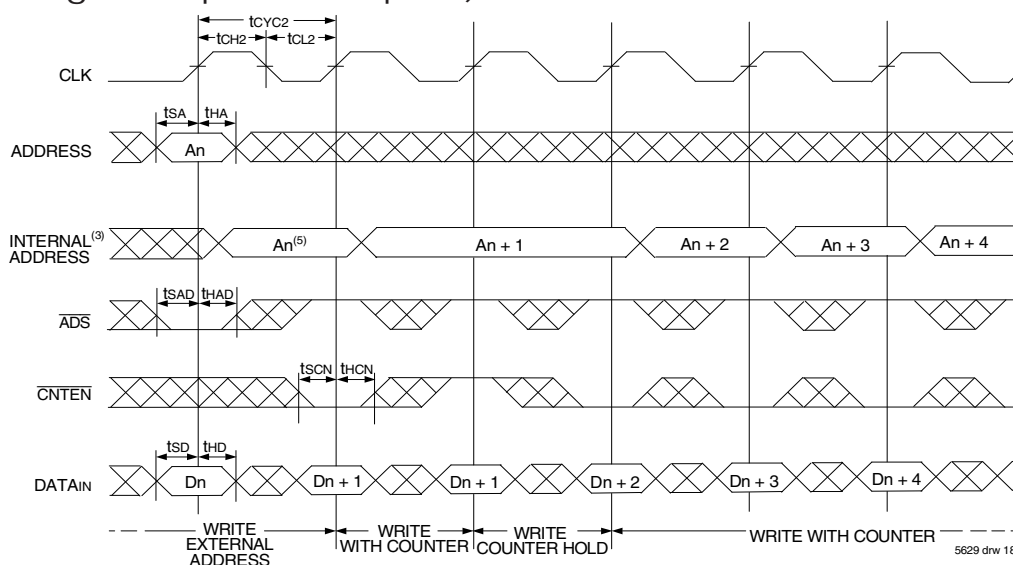 tCYC2
tCH2 tCL2
CLK
tSA tHA
ADDRESS An
INTERNAL(3)
ADDRESS An(5) An + 1 An + 2 An + 3 An + 4
tSAD tHAD
ADS
tSCN tHCN
CNTEN
tSD tHD
DATAIN Dn Dn + 1 Dn + 1 Dn + 2 Dn + 3 Dn + 4
WRITE
EXTERNAL
ADDRESS
WRITE
WITH COUNTER
WRITE
COUNTER HOLD
WRITE WITH COUNTER
5629 drw 18